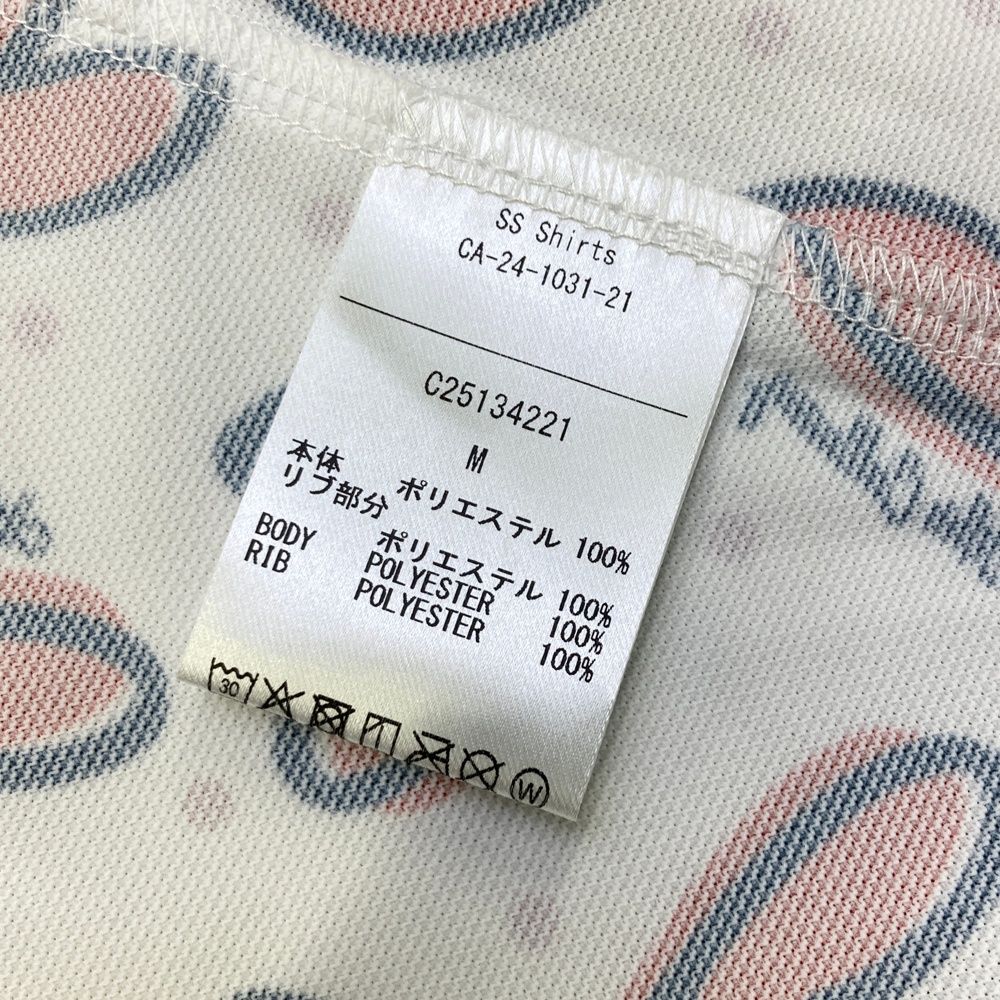 SS Shirts
CA-24-1031-21
C25134221
M
本体 ポリエステル 100%
リブ部分 ポリエステル 100%
BODY POLYESTER 100%
RIB POLYESTER 100%
30
W